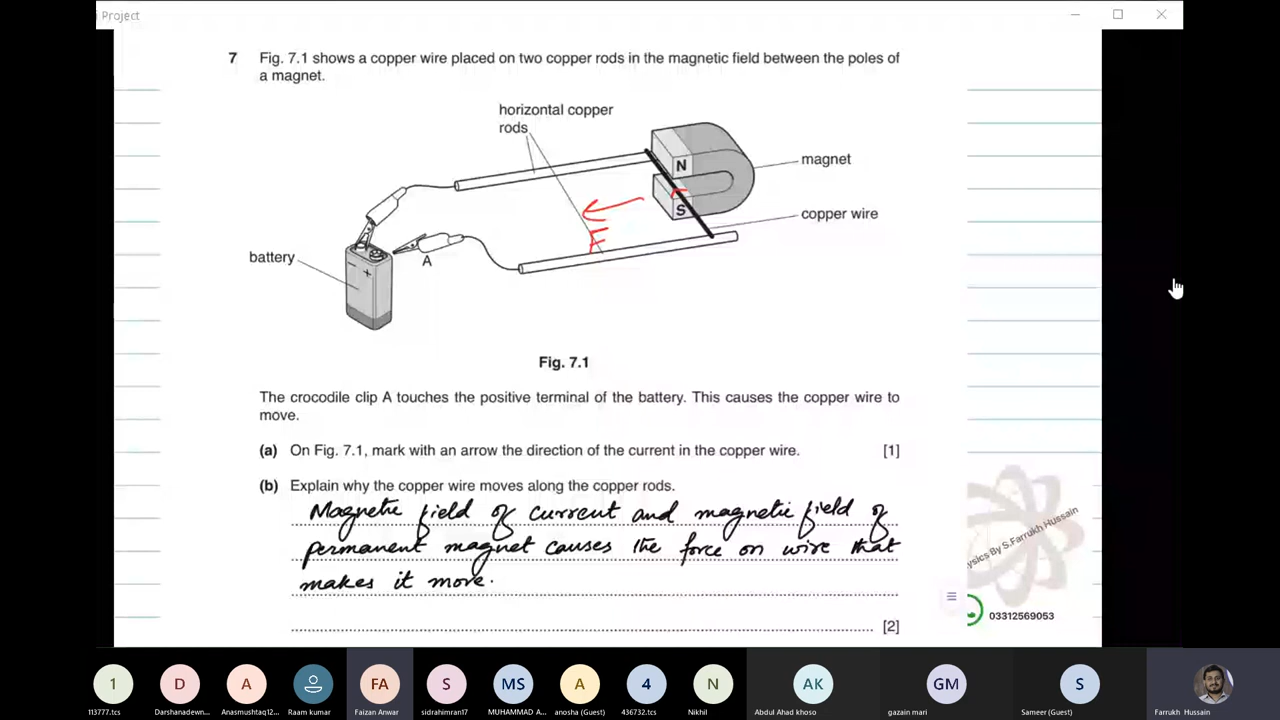 Project
7 Fig. 7.1 shows a copper wire placed on two copper rods in the magnetic field between the poles of
a magnet.
horizontal copper
rods
N
magnet
S
copper wire
F
battery
A
+
Fig. 7.1
The crocodile clip A touches the positive terminal of the battery. This causes the copper wire to
move.
(a) On Fig. 7.1, mark with an arrow the direction of the current in the copper wire. [1]
(b) Explain why the copper wire moves along the copper rods.
Magnetic field of current and magnetic field of
permanent magnet causes the force on wire that
makes it move.
[2]
ysics By S.Farrukh Hussain
03312569053
1 D A FA S MS A 4 N AK GM S
113777.tcs Darshanadewn... Anasmushtaq12... Raam kumar Faizan Anwar sidrahimran17 MUHAMMAD A... anosha (Guest) 436732.tcs Nikhil Abdul Ahad khoso gazain mari Sameer (Guest) Farrukh Hussain